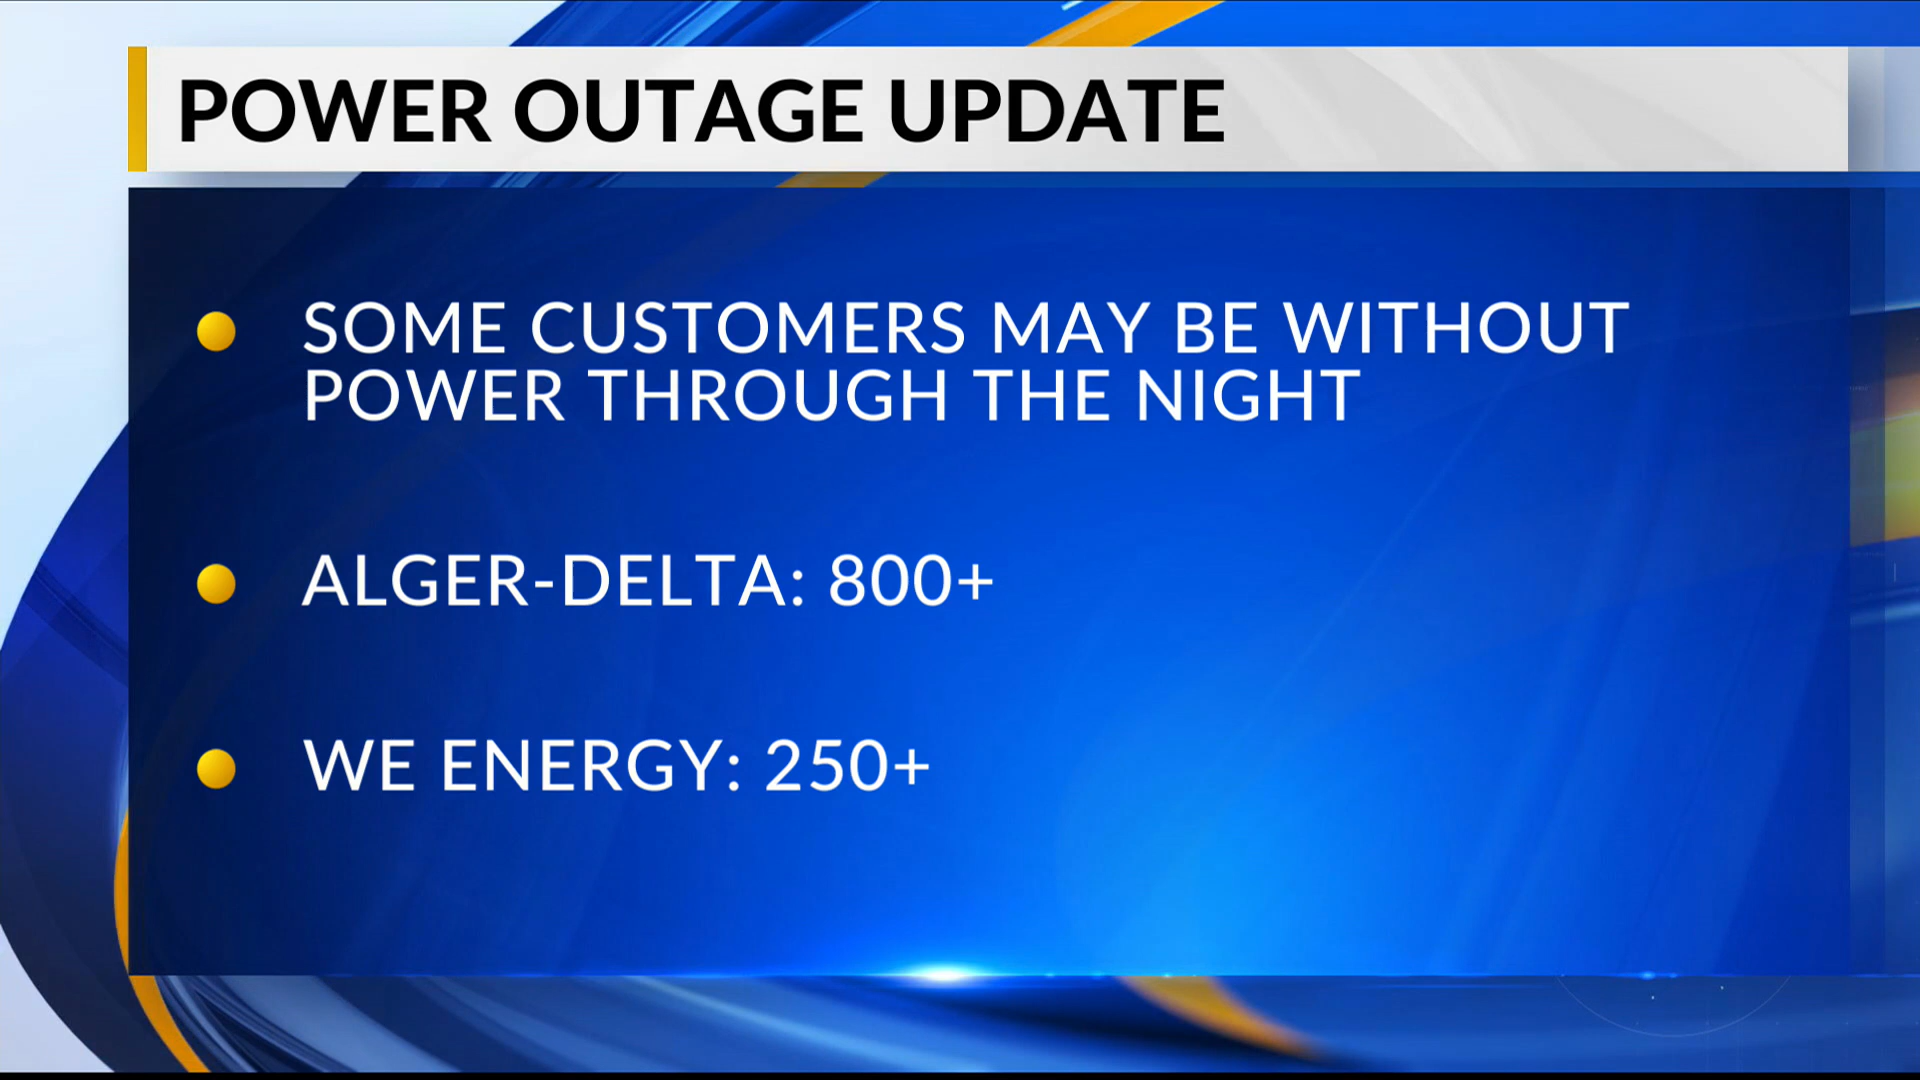 POWER OUTAGE UPDATE
SOME CUSTOMERS MAY BE WITHOUT
POWER THROUGH THE NIGHT
ALGER-DELTA: 800+
WE ENERGY: 250+